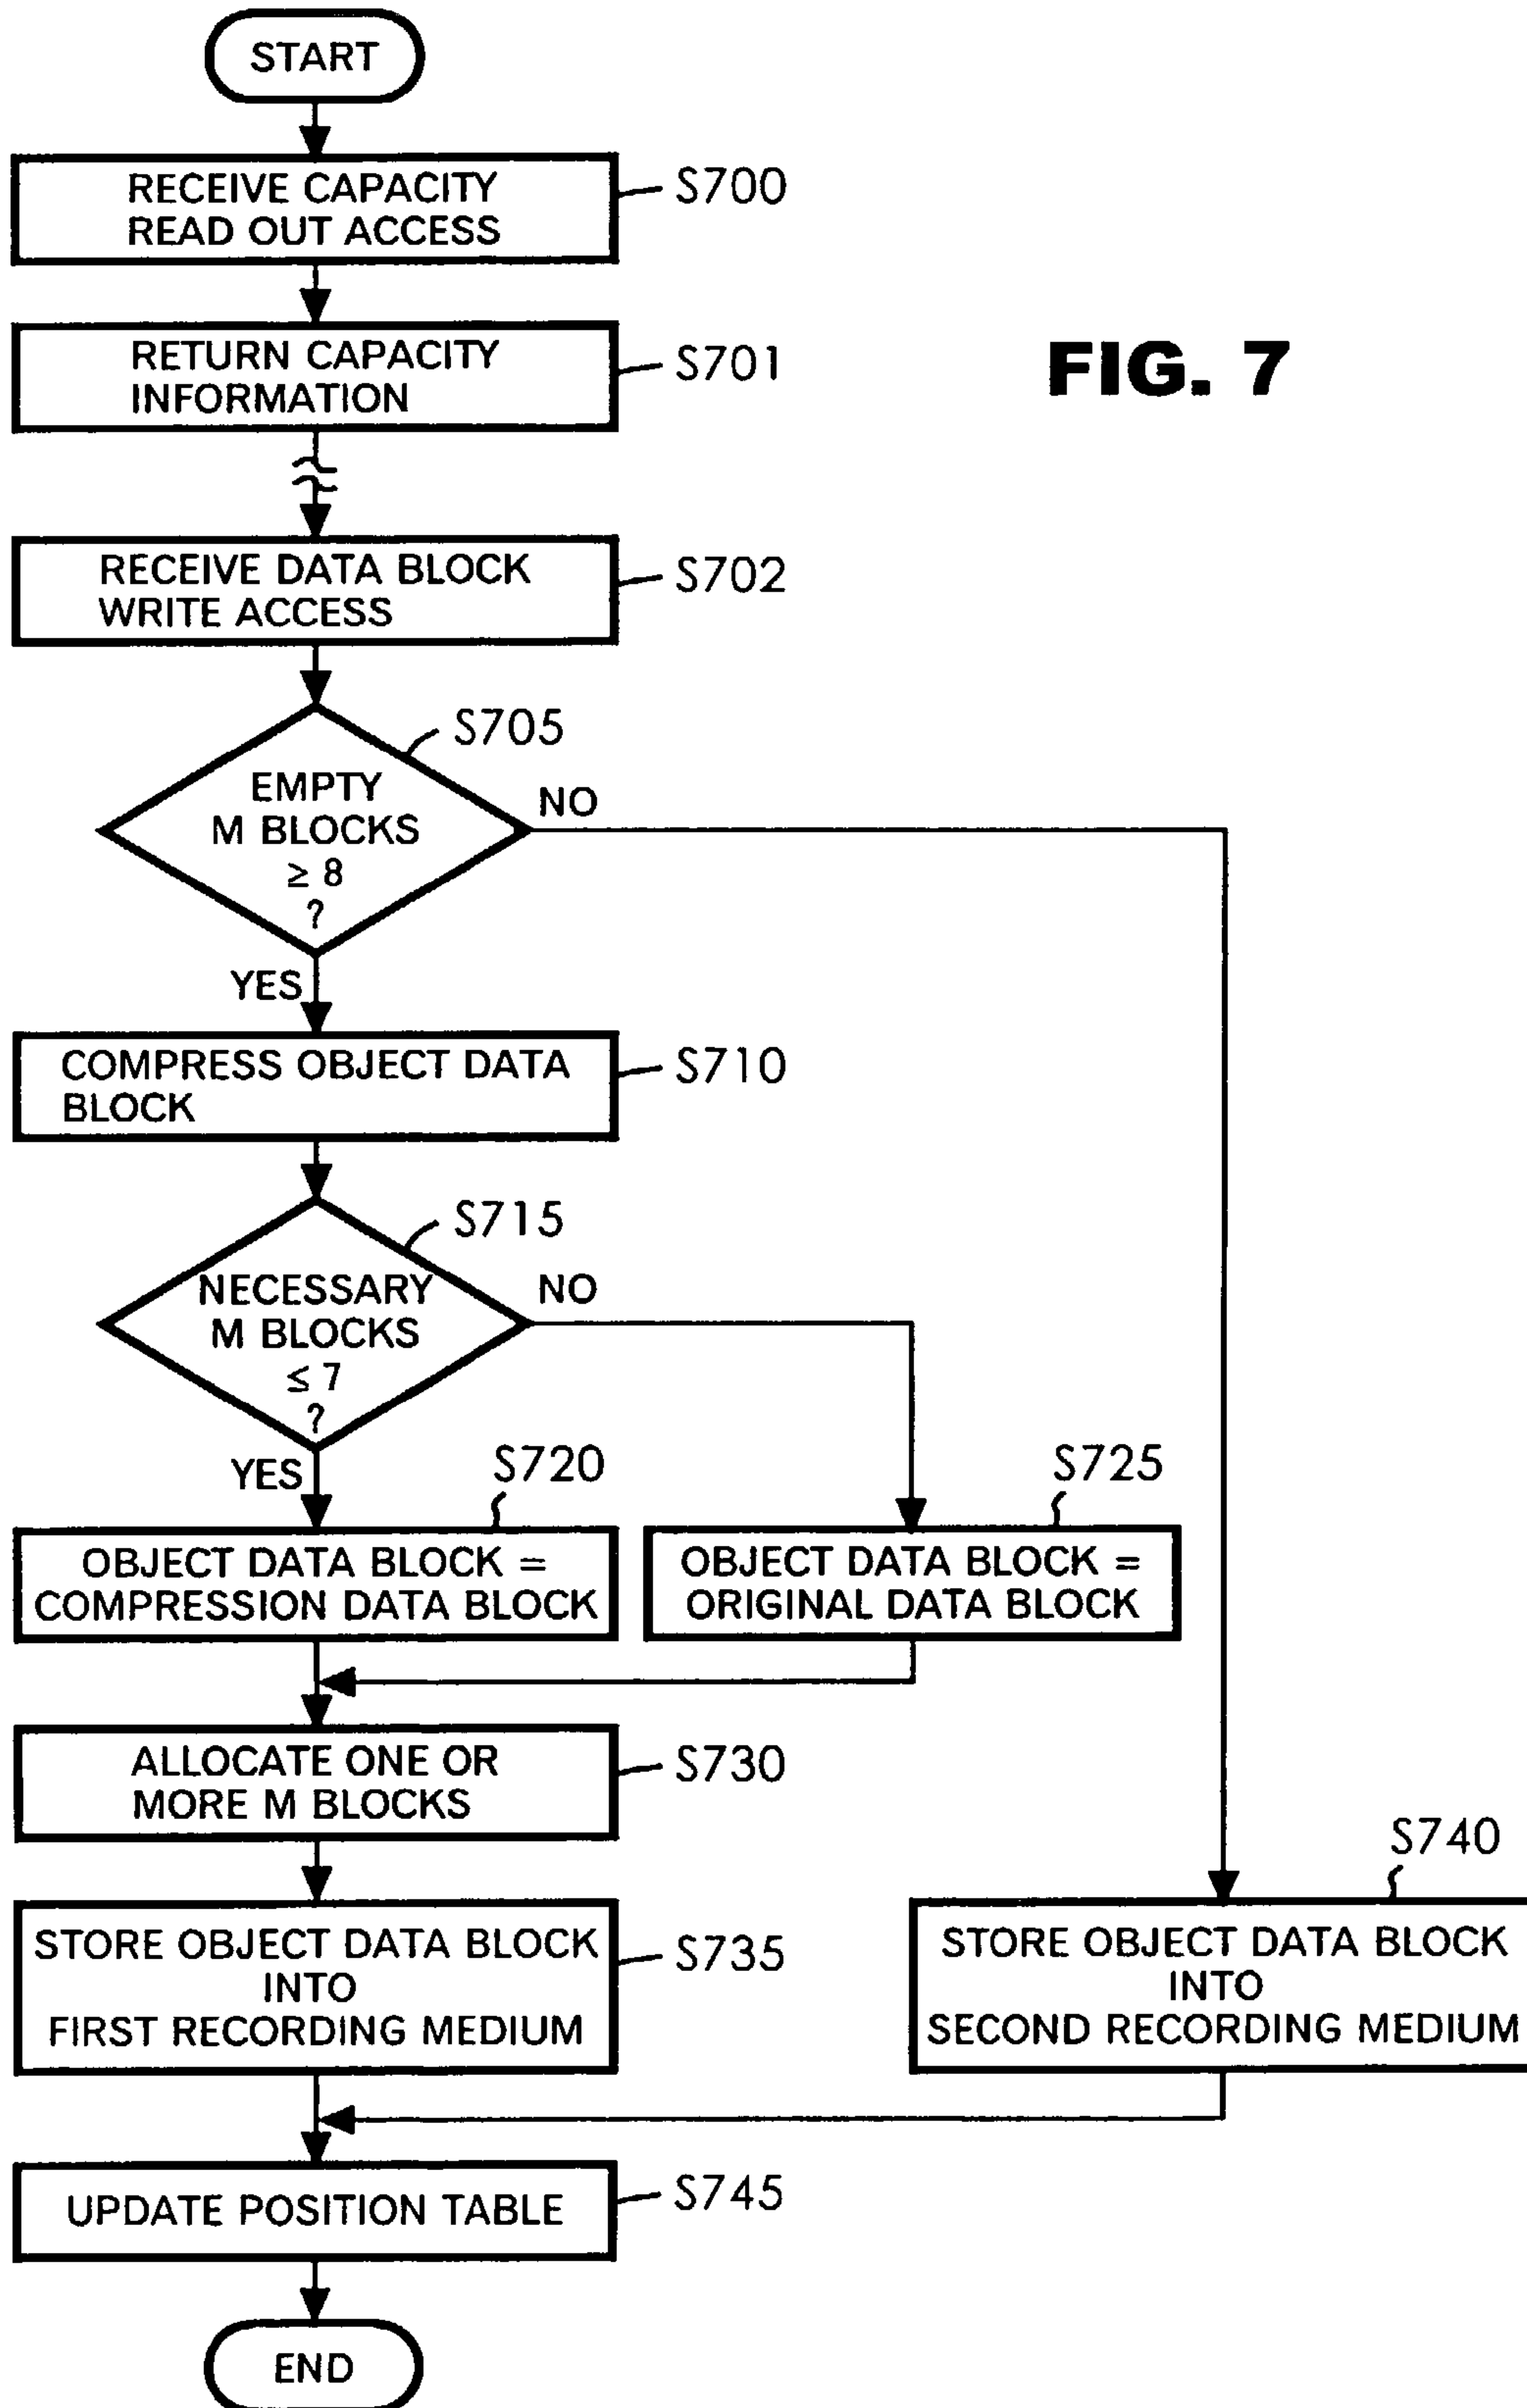 START
RECEIVE CAPACITY
READ OUT ACCESS
S700
RETURN CAPACITY
INFORMATION
S701
FIG. 7
RECEIVE DATA BLOCK
WRITE ACCESS
S702
S705
EMPTY
M BLOCKS
≥ 8
?
NO
YES
COMPRESS OBJECT DATA
BLOCK
S710
S715
NECESSARY
M BLOCKS
≤ 7
?
NO
YES
S720
OBJECT DATA BLOCK =
COMPRESSION DATA BLOCK
S725
OBJECT DATA BLOCK =
ORIGINAL DATA BLOCK
ALLOCATE ONE OR
MORE M BLOCKS
S730
STORE OBJECT DATA BLOCK
INTO
FIRST RECORDING MEDIUM
S735
S740
STORE OBJECT DATA BLOCK
INTO
SECOND RECORDING MEDIUM
UPDATE POSITION TABLE
S745
END